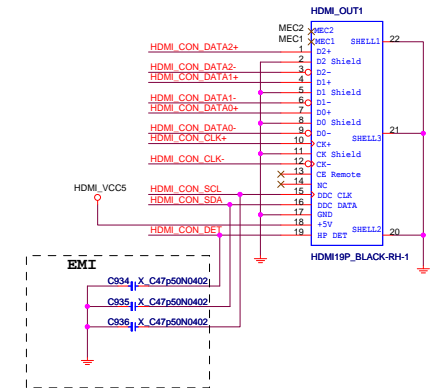 HDMI_OUT1
MEC2 MEC2
MEC1 MEC1 SHELL1 22
HDMI_CON_DATA2+ 1 D2+
2 D2 Shield
HDMI_CON_DATA2- 3 D2-
HDMI_CON_DATA1+ 4 D1+
5 D1 Shield
HDMI_CON_DATA1- 6 D1-
HDMI_CON_DATA0+ 7 D0+
8 D0 Shield
HDMI_CON_DATA0- 9 D0- SHELL3 21
HDMI_CON_CLK+ 10 CK+
11 CK Shield
HDMI_CON_CLK- 12 CK-
13 CE Remote
HDMI_VCC5 14 NC
HDMI_CON_SCL 15 DDC CLK
HDMI_CON_SDA 16 DDC DATA
17 GND
18 +5V
HDMI_CON_DET 19 HP DET SHELL2 20
HDMI19P_BLACK-RH-1
EMI
C934 X_C47p50N0402
C935 X_C47p50N0402
C936 X_C47p50N0402